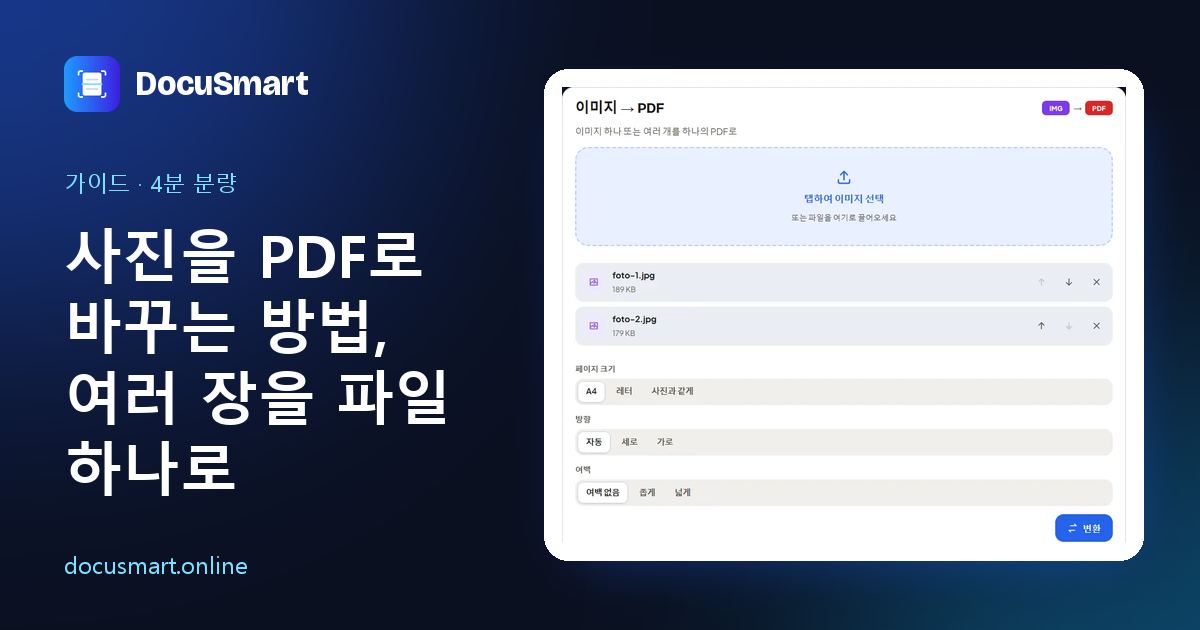 DocuSmart
가이드 · 4분 분량
사진을 PDF로
바꾸는 방법,
여러 장을 파일
하나로
docusmart.online
이미지 → PDF
IMG → PDF
이미지 하나 또는 여러 개를 하나의 PDF로
탭하여 이미지 선택
또는 파일을 여기로 끌어오세요
foto-1.jpg
189 KB
foto-2.jpg
179 KB
페이지 크기
A4 레터 사진과 같게
방향
자동 세로 가로
여백
여백 없음 좁게 넓게
변환